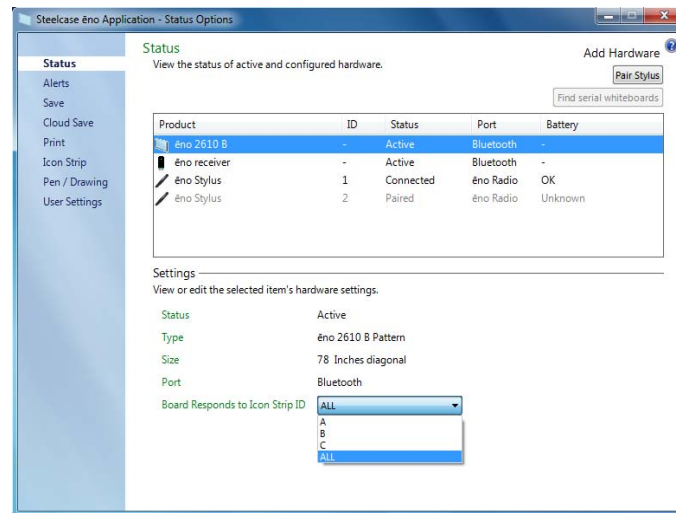 Steelcase ēno Application - Status Options
Status
Alerts
Save
Cloud Save
Print
Icon Strip
Pen / Drawing
User Settings
Status
View the status of active and configured hardware.
Add Hardware
Pair Stylus
Find serial whiteboards
Product ID Status Port Battery
ēno 2610 B - Active Bluetooth -
ēno receiver - Active Bluetooth -
ēno Stylus 1 Connected ēno Radio OK
ēno Stylus 2 Paired ēno Radio Unknown
Settings
View or edit the selected item's hardware settings.
Status Active
Type ēno 2610 B Pattern
Size 78 Inches diagonal
Port Bluetooth
Board Responds to Icon Strip ID ALL
A
B
C
ALL